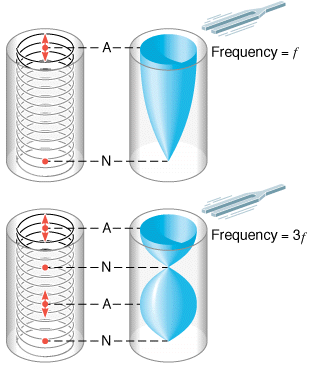 A
Frequency = f
N
A
Frequency = 3f
N
A
N